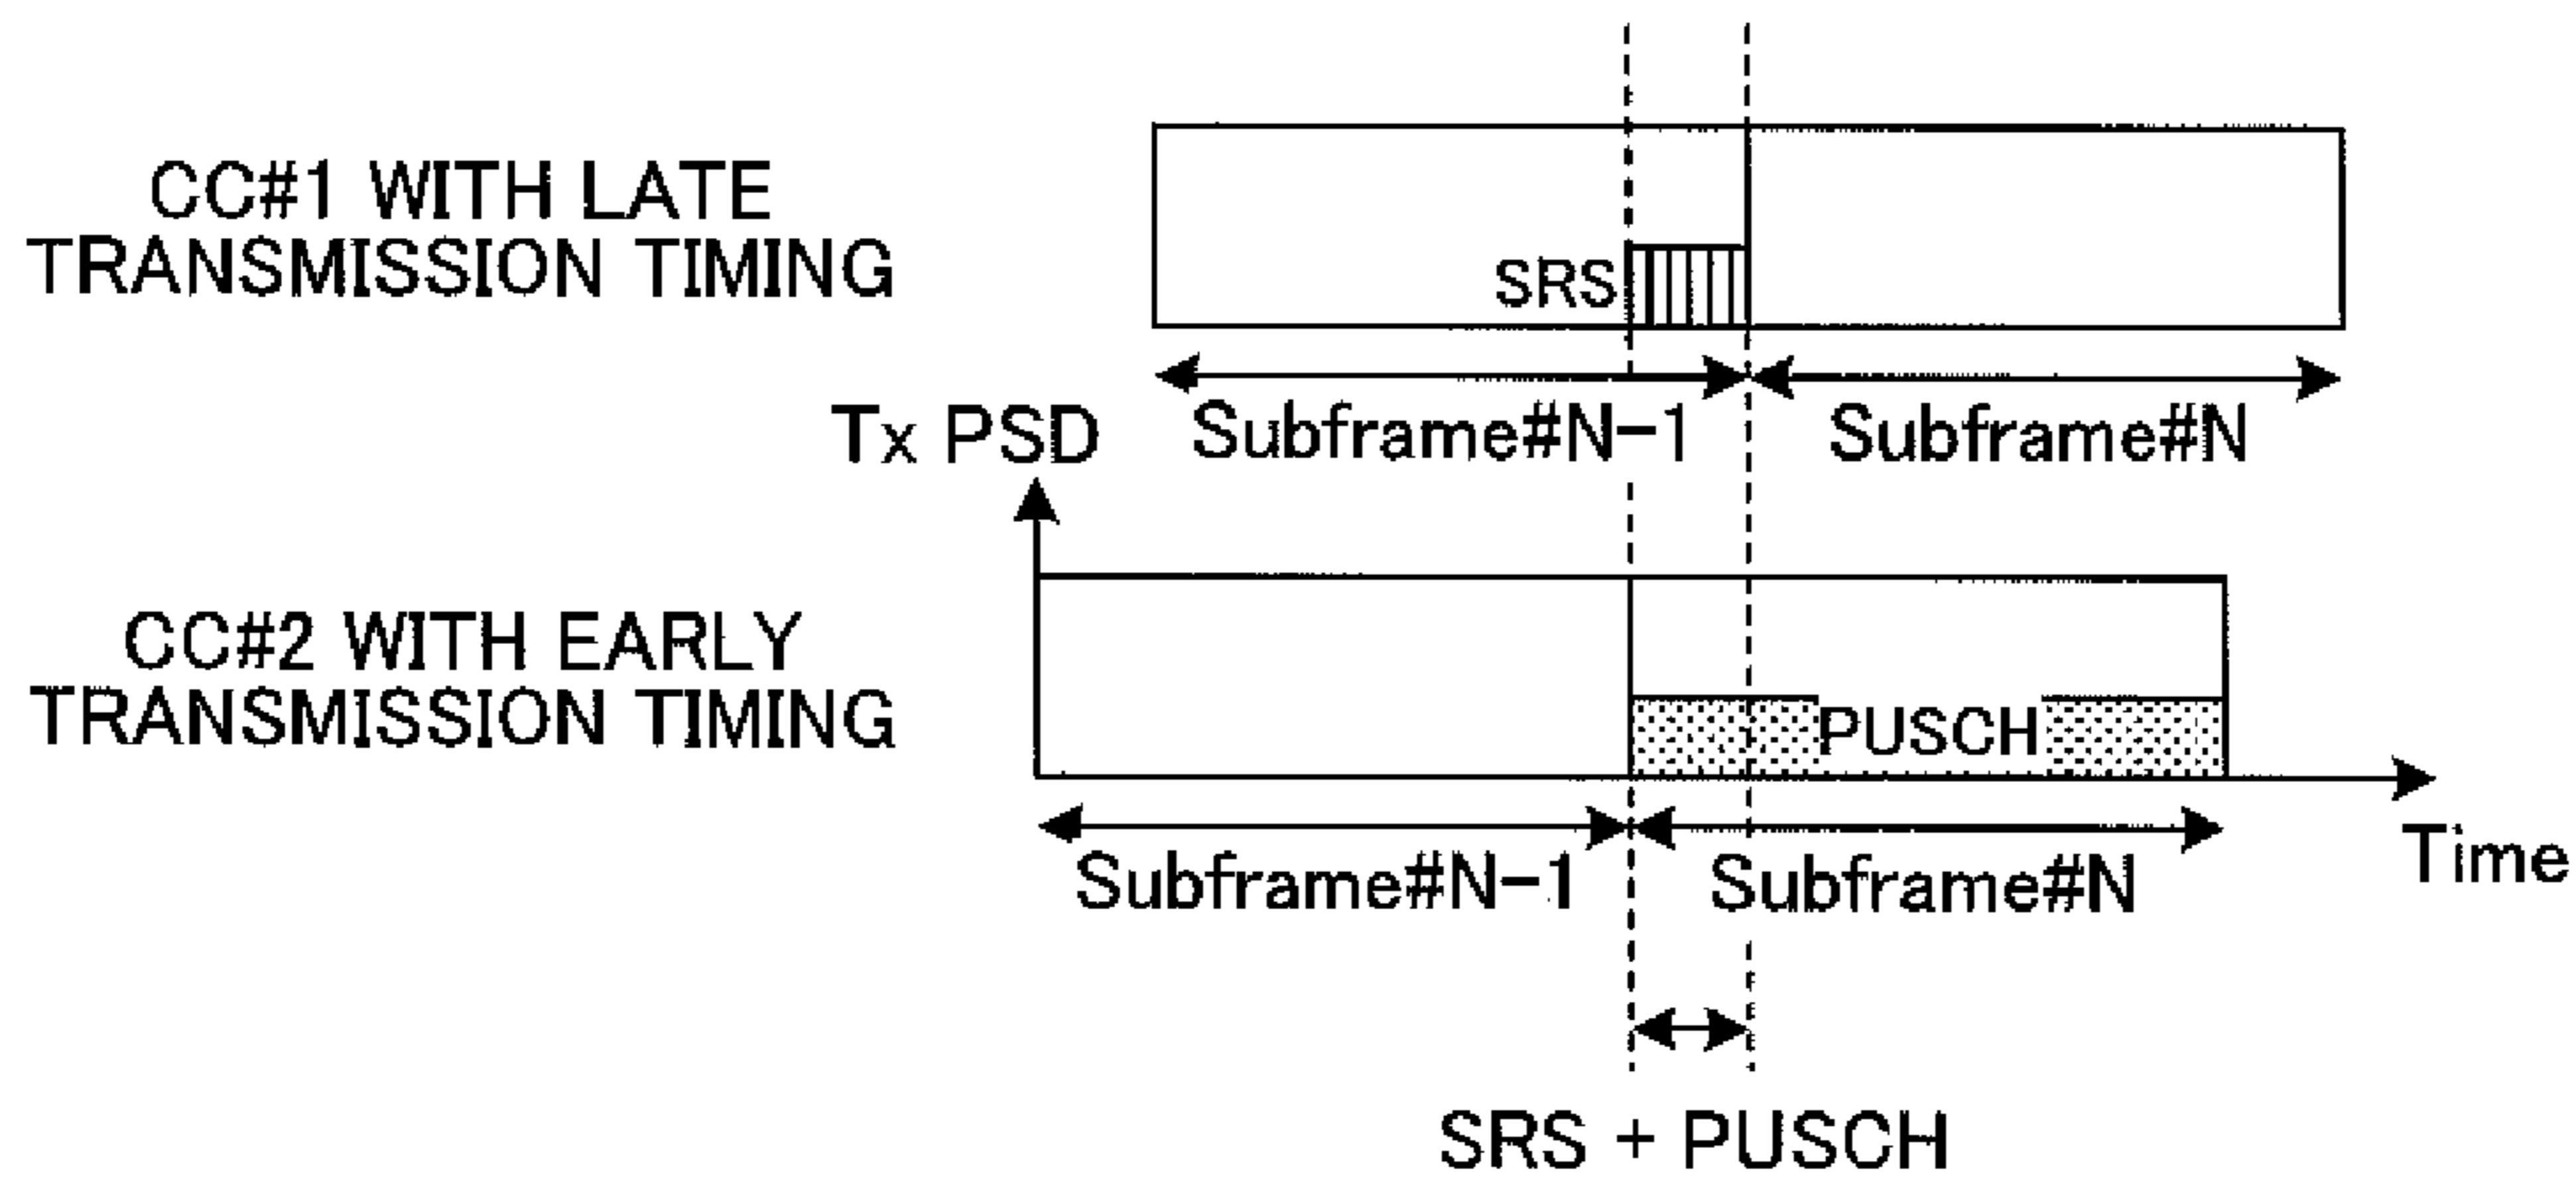 CC#1 WITH LATE
TRANSMISSION TIMING
SRS
Subframe#N-1
Subframe#N
Tx PSD
CC#2 WITH EARLY
TRANSMISSION TIMING
PUSCH
Subframe#N-1
Subframe#N
Time
SRS + PUSCH